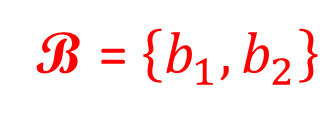 𝓑 = {b₁, b₂}